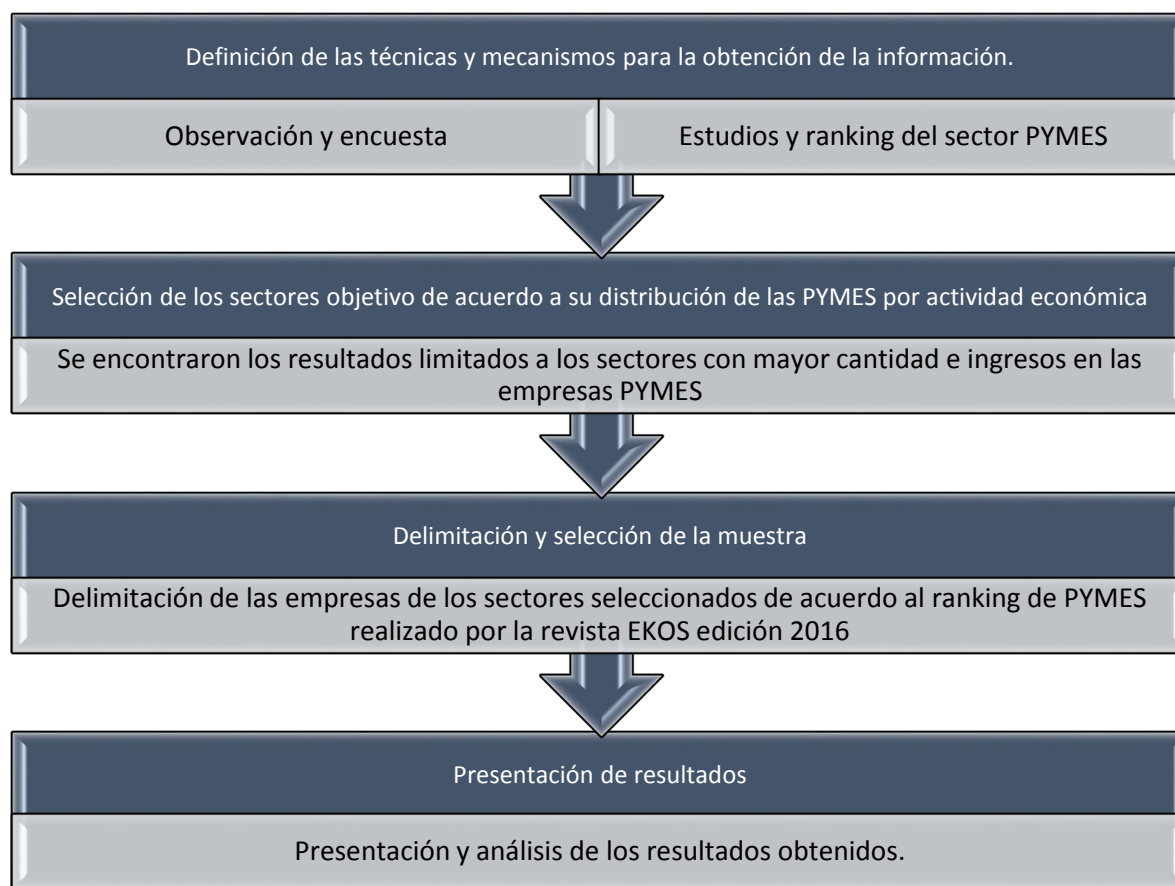 Definición de las técnicas y mecanismos para la obtención de la información.
Observación y encuesta
Estudios y ranking del sector PYMES
Selección de los sectores objetivo de acuerdo a su distribución de las PYMES por actividad económica
Se encontraron los resultados limitados a los sectores con mayor cantidad e ingresos en las
empresas PYMES
Delimitación y selección de la muestra
Delimitación de las empresas de los sectores seleccionados de acuerdo al ranking de PYMES
realizado por la revista EKOS edición 2016
Presentación de resultados
Presentación y análisis de los resultados obtenidos.